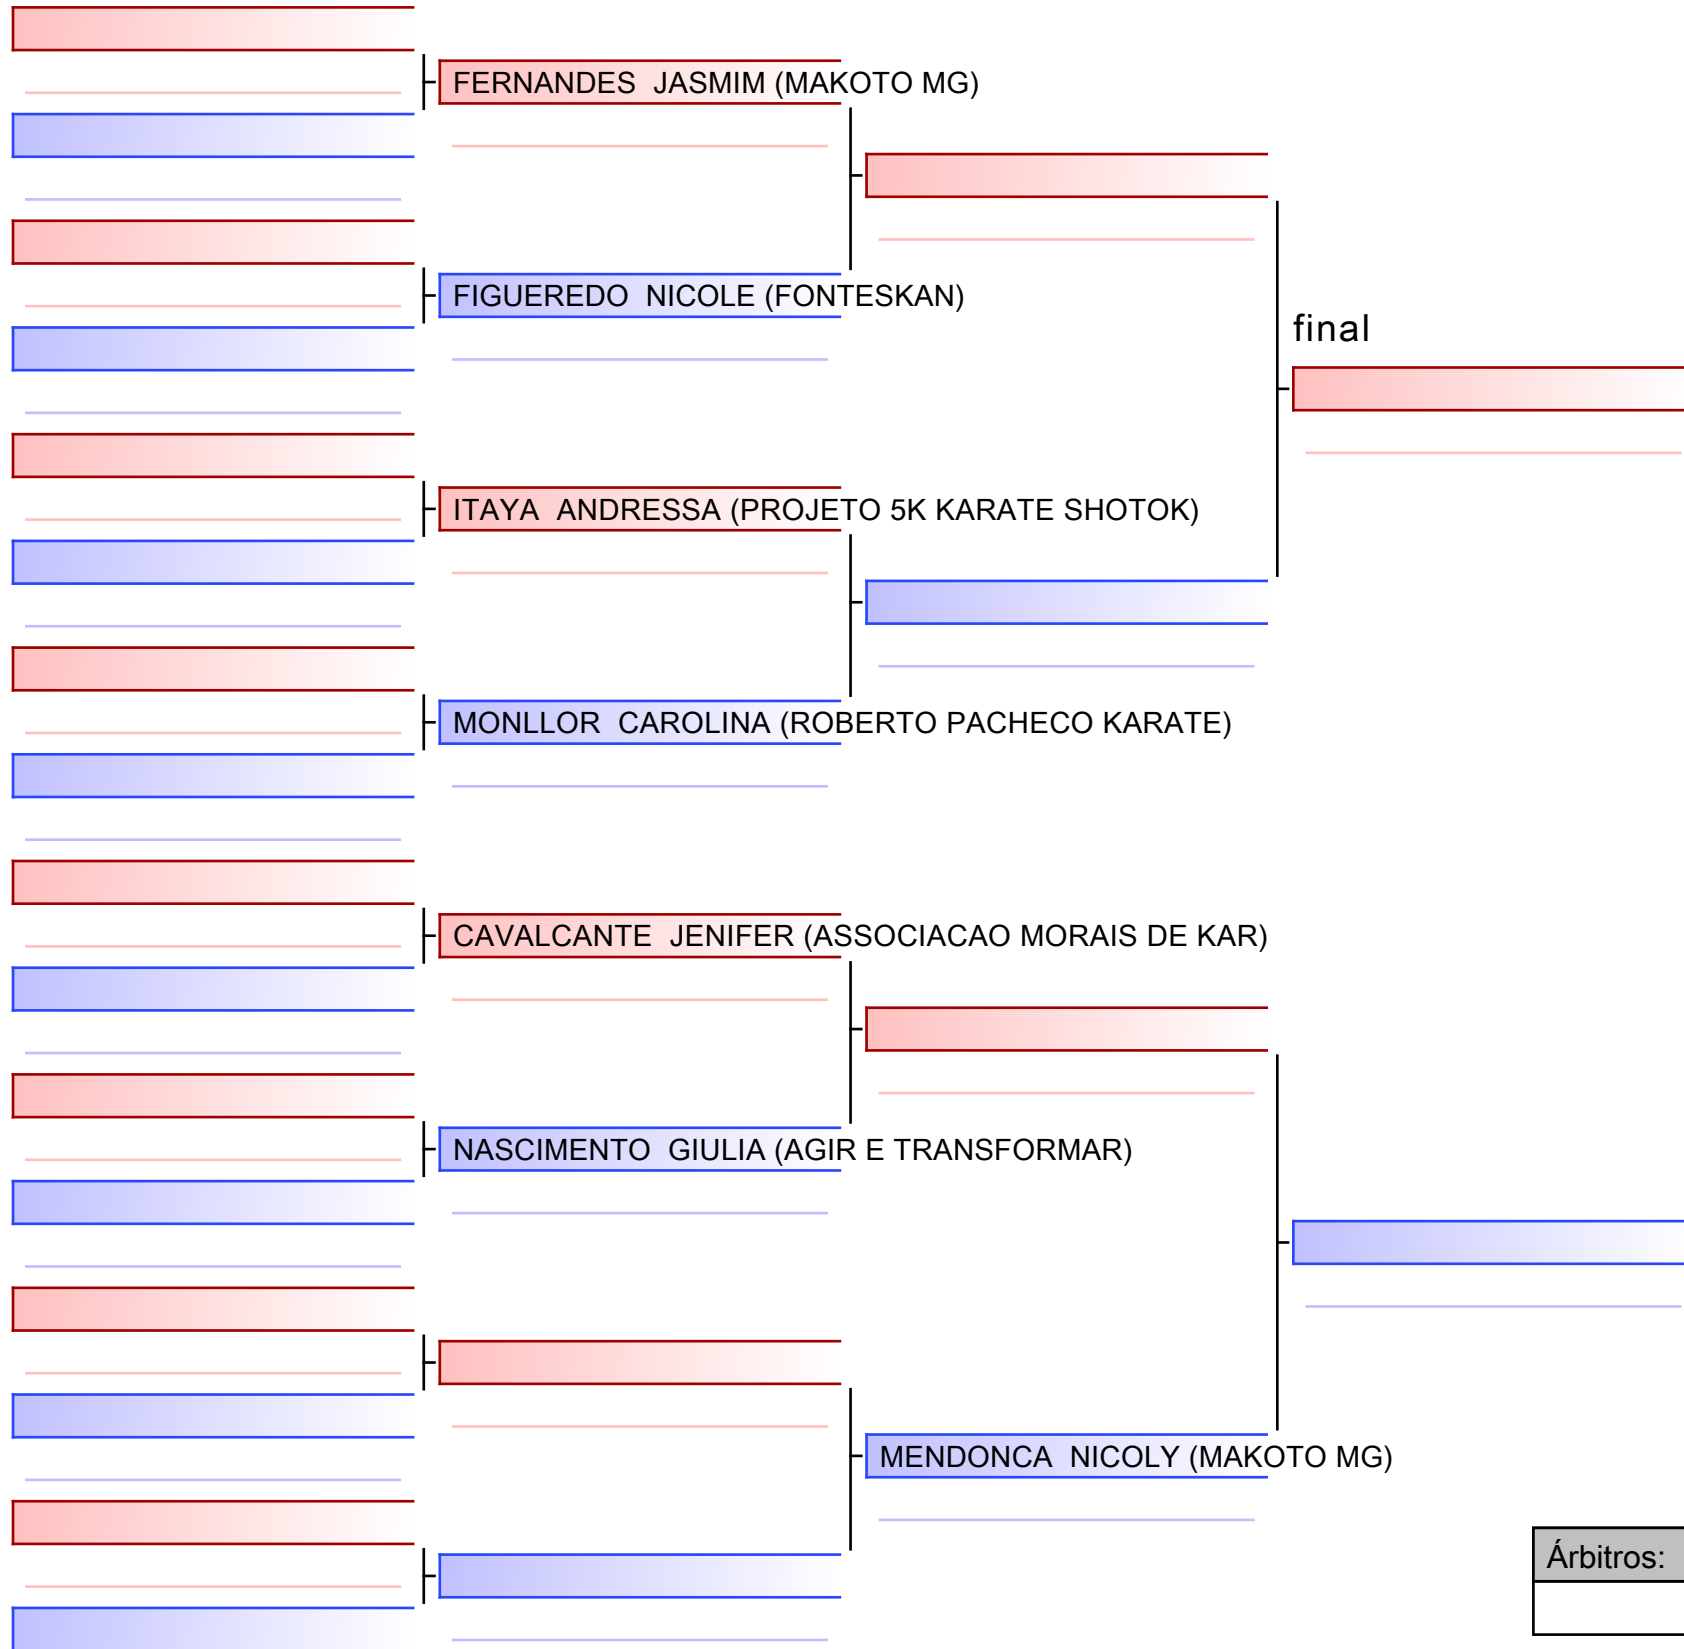 FERNANDES  JASMIM (MAKOTO MG)
FIGUEREDO  NICOLE (FONTESKAN)
final
ITAYA  ANDRESSA (PROJETO 5K KARATE SHOTOK)
MONLLOR  CAROLINA (ROBERTO PACHECO KARATE)
CAVALCANTE  JENIFER (ASSOCIACAO MORAIS DE KAR)
NASCIMENTO  GIULIA (AGIR E TRANSFORMAR)
MENDONCA  NICOLY (MAKOTO MG)
Árbitros: